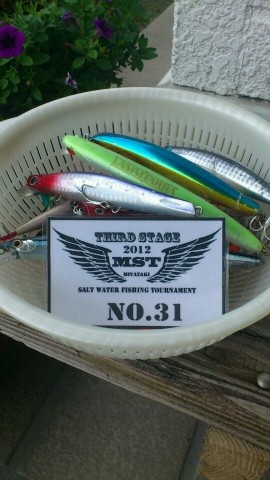 THIRD STAGE
2012
MST
MIYAZAKI
SALT WATER FISHING TOURNAMENT
NO.31